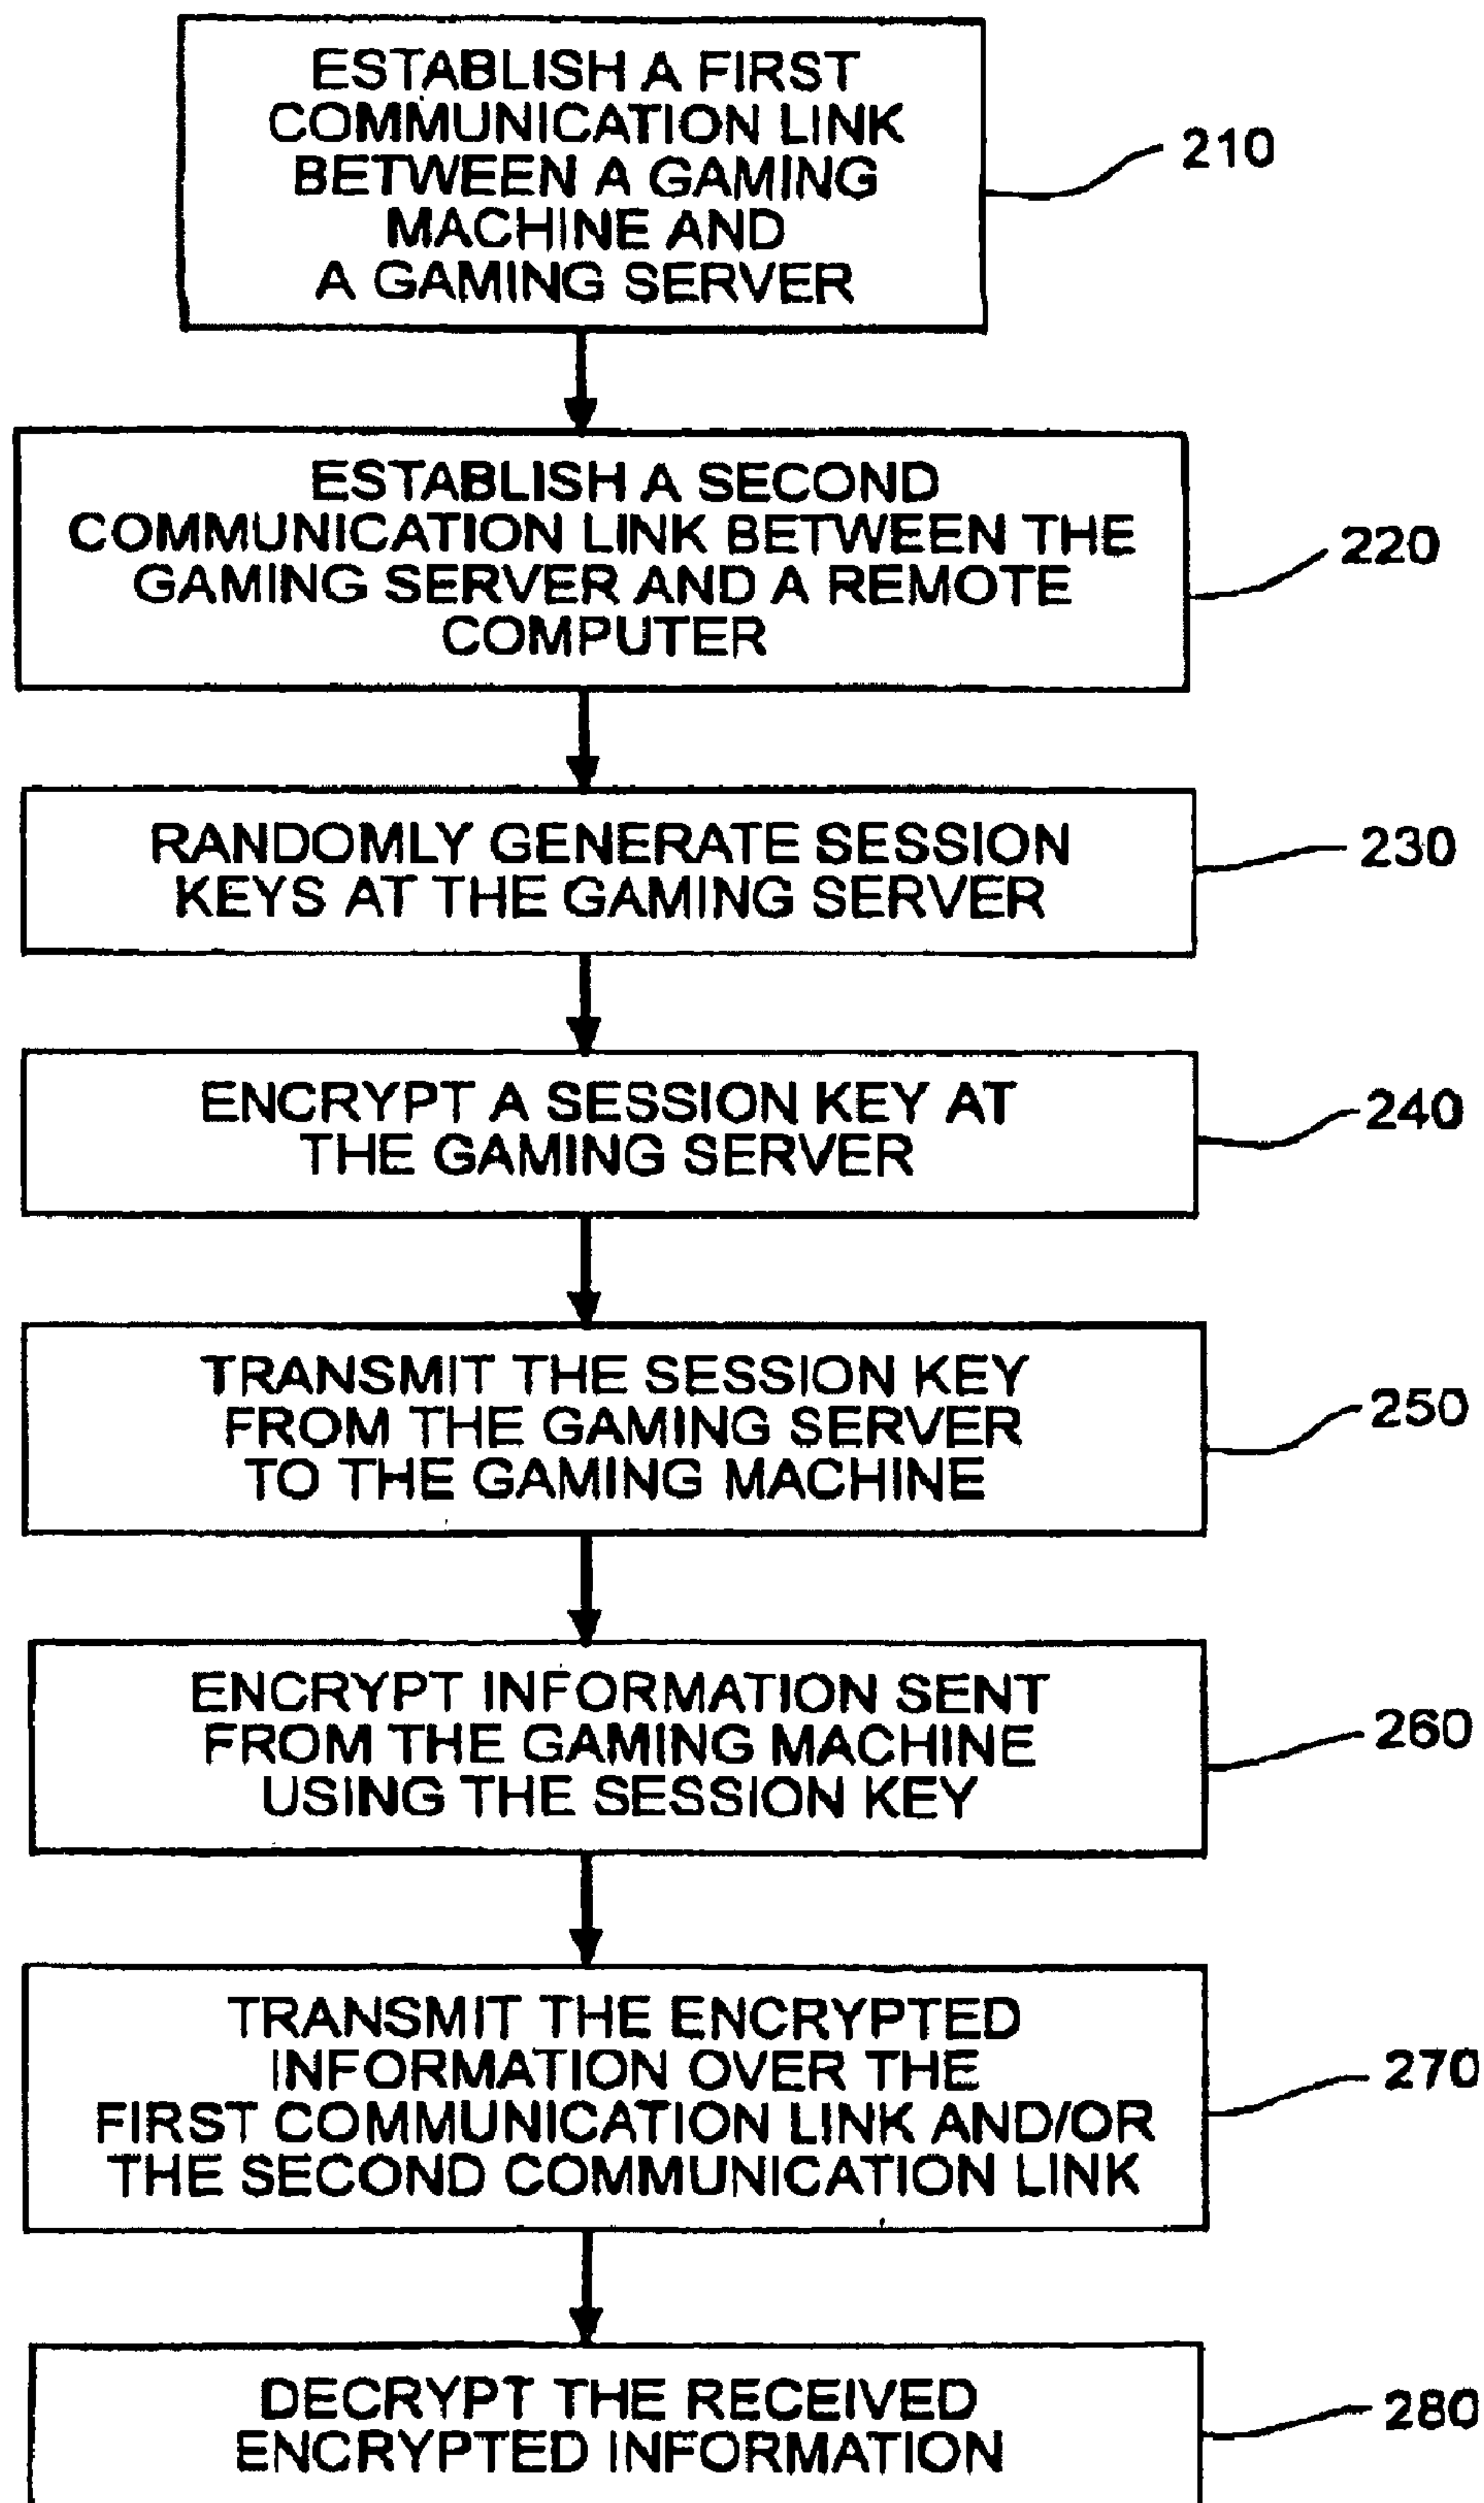 ESTABLISH A FIRST
COMMUNICATION LINK
BETWEEN A GAMING
MACHINE AND
A GAMING SERVER
210
ESTABLISH A SECOND
COMMUNICATION LINK BETWEEN THE
GAMING SERVER AND A REMOTE
COMPUTER
220
RANDOMLY GENERATE SESSION
KEYS AT THE GAMING SERVER
230
ENCRYPT A SESSION KEY AT
THE GAMING SERVER
240
TRANSMIT THE SESSION KEY
FROM THE GAMING SERVER
TO THE GAMING MACHINE
250
ENCRYPT INFORMATION SENT
FROM THE GAMING MACHINE
USING THE SESSION KEY
260
TRANSMIT THE ENCRYPTED
INFORMATION OVER THE
FIRST COMMUNICATION LINK AND/OR
THE SECOND COMMUNICATION LINK
270
DECRYPT THE RECEIVED
ENCRYPTED INFORMATION
280